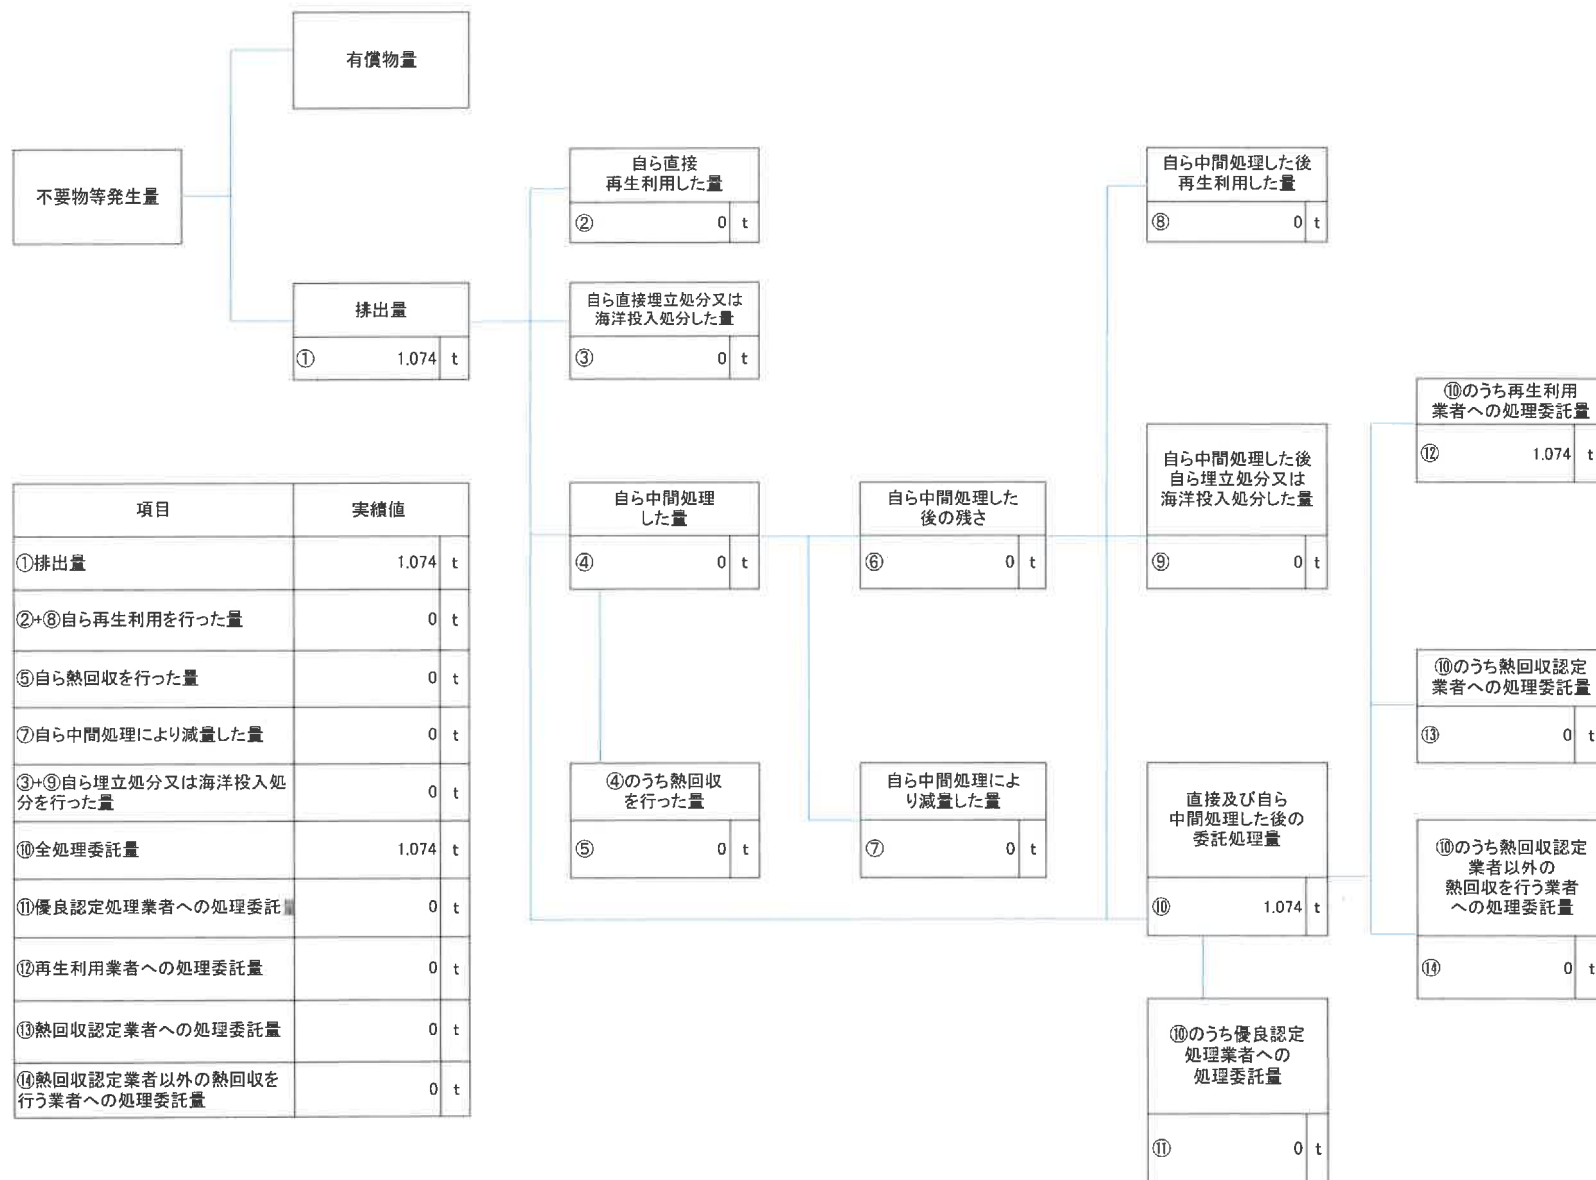 有償物量
不要物等発生量
排出量
① 1.074 t
自ら直接
再生利用した量
② 0 t
自ら直接埋立処分又は
海洋投入処分した量
③ 0 t
自ら中間処理
した量
④ 0 t
④のうち熱回収
を行った量
⑤ 0 t
自ら中間処理した
後の残さ
⑥ 0 t
自ら中間処理によ
り減量した量
⑦ 0 t
自ら中間処理した後
再生利用した量
⑧ 0 t
自ら中間処理した後
自ら埋立処分又は
海洋投入処分した量
⑨ 0 t
直接及び自ら
中間処理した後の
委託処理量
⑩ 1.074 t
⑩のうち優良認定
処理業者への
処理委託量
⑪ 0 t
⑩のうち再生利用
業者への処理委託量
⑫ 1.074 t
⑩のうち熱回収認定
業者への処理委託量
⑬ 0 t
⑩のうち熱回収認定
業者以外の
熱回収を行う業者
への処理委託量
⑭ 0 t
項目 実績値
①排出量 1.074 t
②+⑧自ら再生利用を行った量 0 t
⑤自ら熱回収を行った量 0 t
⑦自ら中間処理により減量した量 0 t
③+⑨自ら埋立処分又は海洋投入処
分を行った量 0 t
⑩全処理委託量 1.074 t
⑪優良認定処理業者への処理委託量 0 t
⑫再生利用業者への処理委託量 0 t
⑬熱回収認定業者への処理委託量 0 t
⑭熱回収認定業者以外の熱回収を
行う業者への処理委託量 0 t